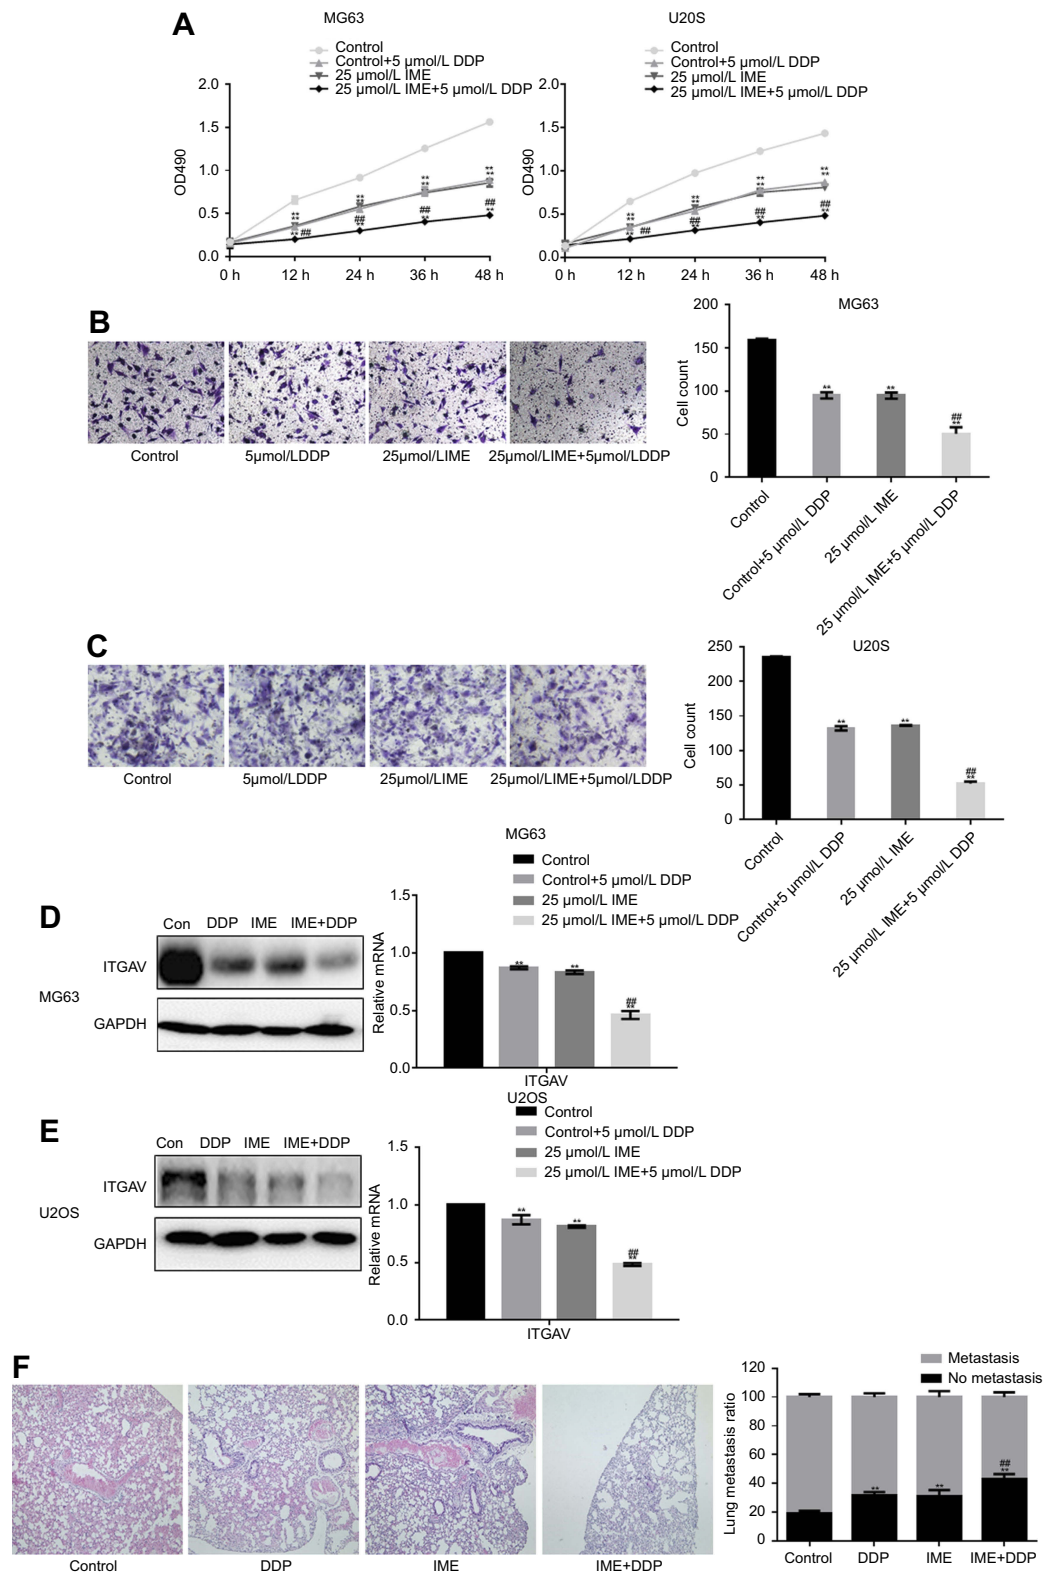 A
MG63
Control
Control+5 µmol/L DDP
25 µmol/L IME
25 µmol/L IME+5 µmol/L DDP
2.0
1.5
1.0
0.5
0.0
OD490
** ** ** **
** ** ** **
## ## ## ##
** ** ** **
0 h 12 h 24 h 36 h 48 h
U20S
Control
Control+5 µmol/L DDP
25 µmol/L IME
25 µmol/L IME+5 µmol/L DDP
2.0
1.5
1.0
0.5
0.0
OD490
** ** ** **
** ** ** **
## ## ## ##
** ** ** **
0 h 12 h 24 h 36 h 48 h
B
Control 5µmol/LDDP 25µmol/LIME 25µmol/LIME+5µmol/LDDP
MG63
200
150
100
50
0
Cell count
** ** ##
**
Control
Control+5 µmol/L DDP
25 µmol/L IME
25 µmol/L IME+5 µmol/L DDP
C
Control 5µmol/LDDP 25µmol/LIME 25µmol/LIME+5µmol/LDDP
U20S
250
200
150
100
50
0
Cell count
** ** ##
**
Control
Control+5 µmol/L DDP
25 µmol/L IME
25 µmol/L IME+5 µmol/L DDP
D
Con DDP IME IME+DDP
ITGAV
MG63
GAPDH
MG63
Control
Control+5 µmol/L DDP
25 µmol/L IME
25 µmol/L IME+5 µmol/L DDP
1.5
1.0
0.5
0.0
Relative mRNA
** ** ##
**
ITGAV
E
Con DDP IME IME+DDP
ITGAV
U2OS
GAPDH
U2OS
Control
Control+5 µmol/L DDP
25 µmol/L IME
25 µmol/L IME+5 µmol/L DDP
1.5
1.0
0.5
0.0
Relative mRNA
** ** ##
**
ITGAV
F
Control DDP IME IME+DDP
Metastasis
No metastasis
120
100
80
60
40
20
0
Lung metastasis ratio
** ** ##
**
Control DDP IME IME+DDP